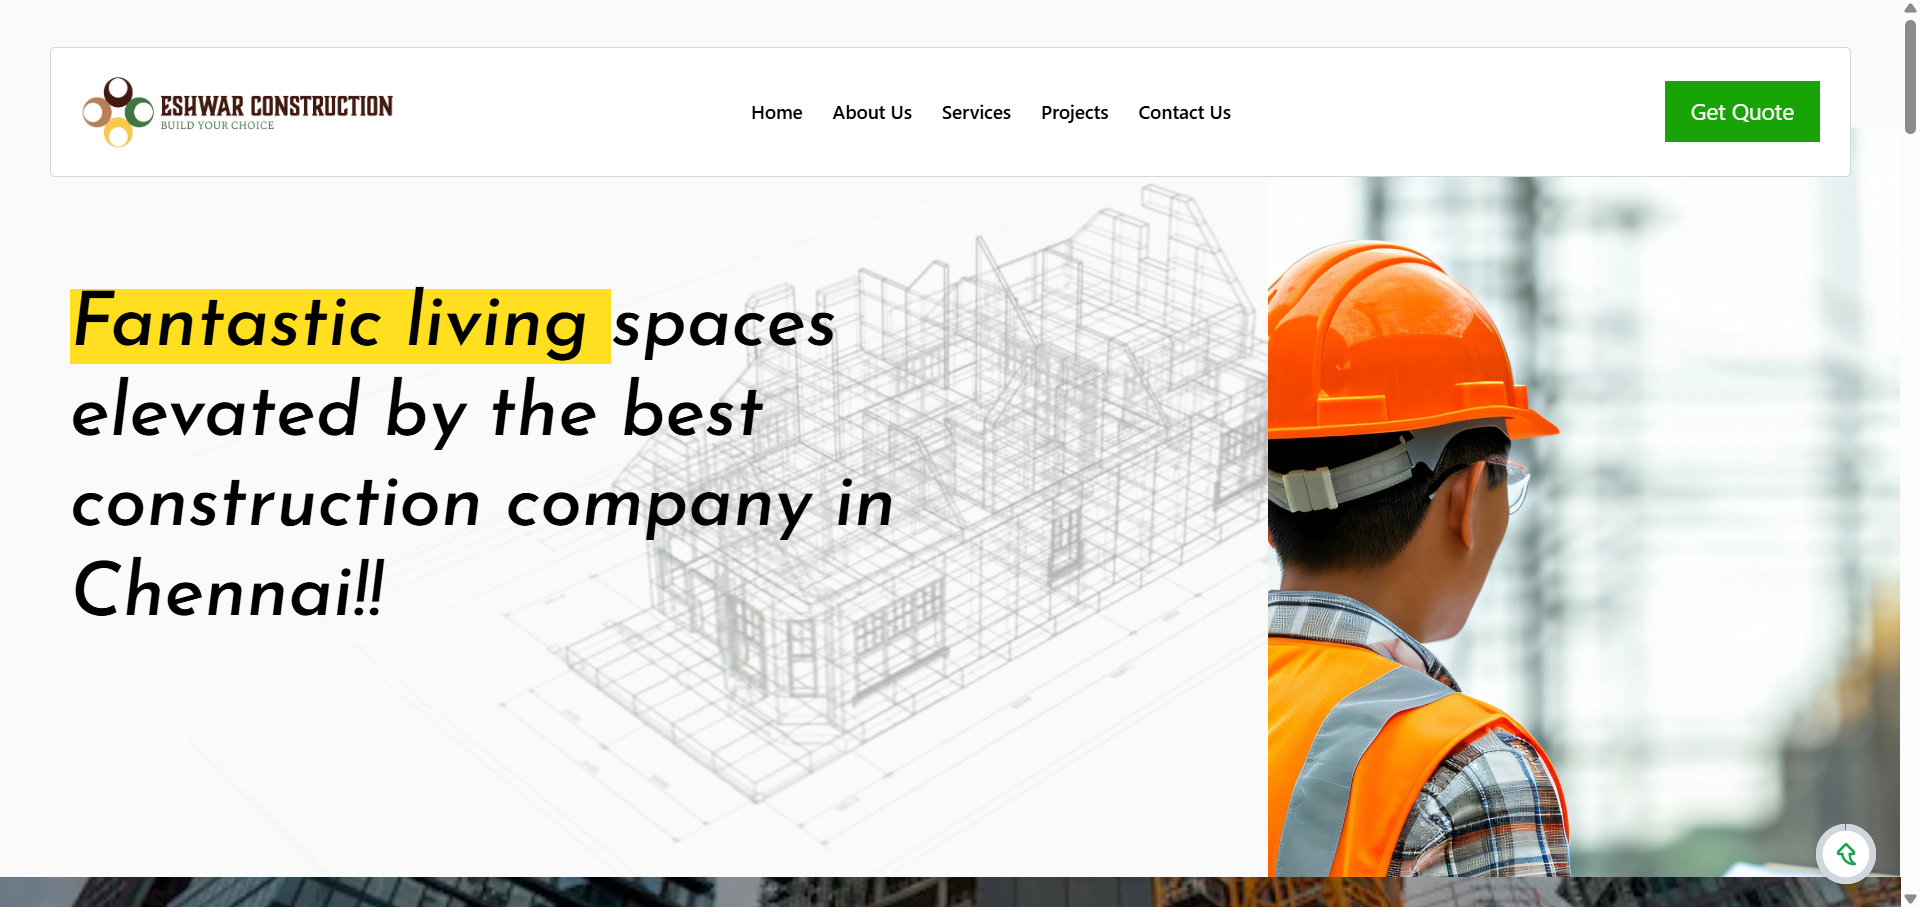 ESHWAR CONSTRUCTION
BUILD YOUR CHOICE
Home About Us Services Projects Contact Us
Get Quote
Fantastic living spaces
elevated by the best
construction company in
Chennai!!